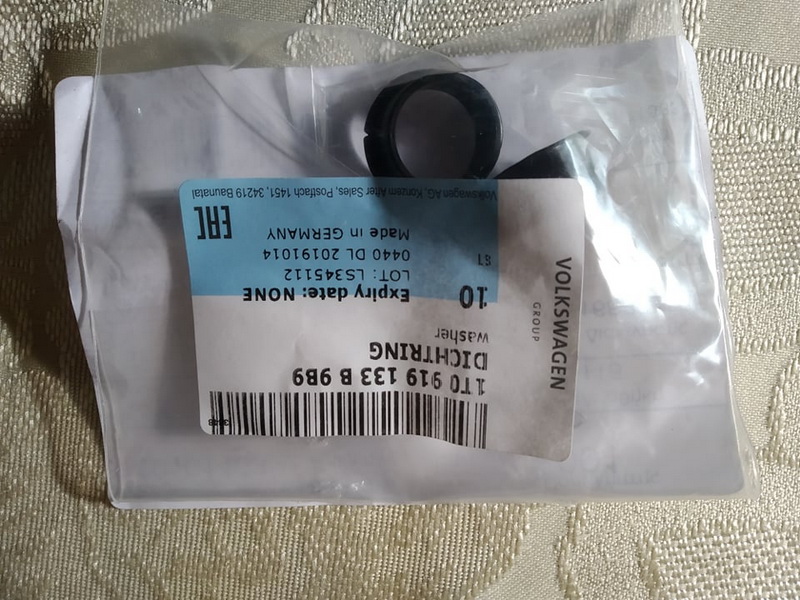 1T0 919 133 B 9B9
DICHTRING
washer
10 Expiry date: NONE
LOT: LS345112
ST 0440 DL 20191014
Made in GERMANY
EAC
Volkswagen AG, Konzern After Sales, Postfach 1451, 34219 Baunatal
VOLKSWAGEN
GROUP